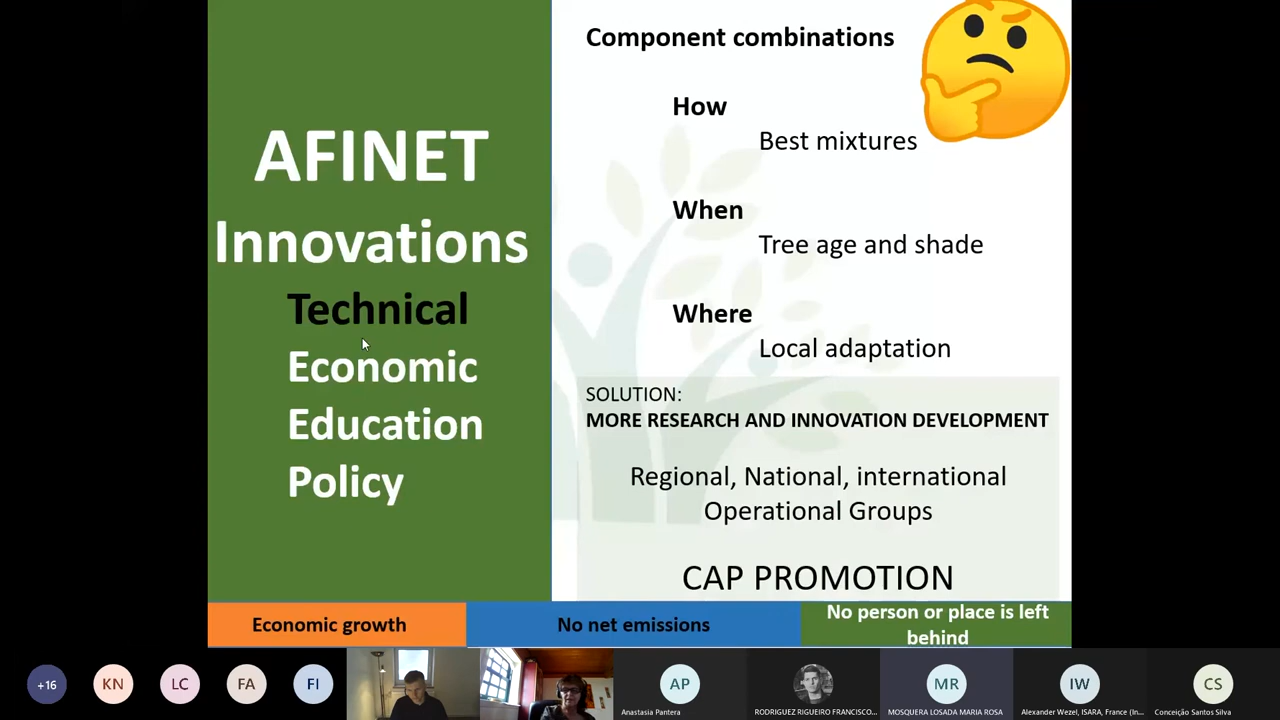 AFINET
Innovations
Technical
Economic
Education
Policy
Component combinations
How
Best mixtures
When
Tree age and shade
Where
Local adaptation
SOLUTION:
MORE RESEARCH AND INNOVATION DEVELOPMENT
Regional, National, international
Operational Groups
CAP PROMOTION
Economic growth
No net emissions
No person or place is left
behind
+16
KN
LC
FA
FI
AP
Anastasia Pantera
RODRIGUEZ RIGUEIRO FRANCISCO...
MR
MOSQUERA LOSADA MARIA ROSA
IW
Alexander Wezel, ISARA, France (In...
CS
Conceição Santos Silva